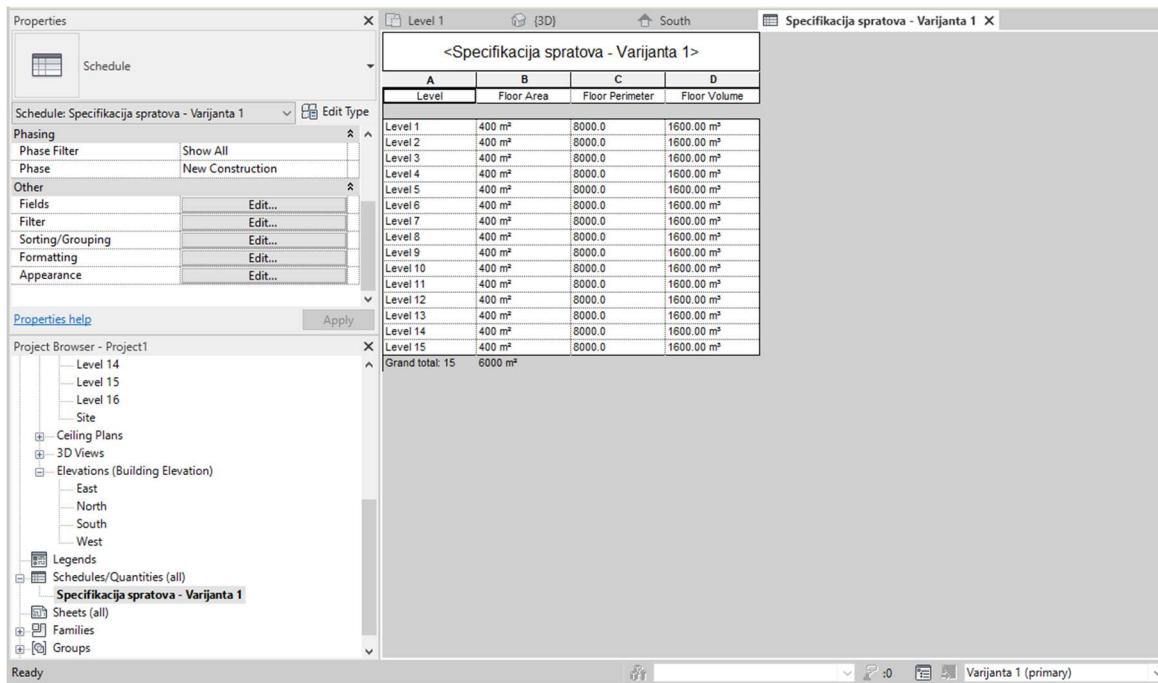 Properties
Schedule
Schedule: Specifikacija spratova - Varijanta 1
Edit Type
Phasing
Phase Filter Show All
Phase New Construction
Other
Fields Edit...
Filter Edit...
Sorting/Grouping Edit...
Formatting Edit...
Appearance Edit...
Properties help
Apply
Project Browser - Project1
Level 14
Level 15
Level 16
Site
Ceiling Plans
3D Views
Elevations (Building Elevation)
East
North
South
West
Legends
Schedules/Quantities (all)
Specifikacija spratova - Varijanta 1
Sheets (all)
Families
Groups
Ready
Level 1 {3D} South Specifikacija spratova - Varijanta 1
<Specifikacija spratova - Varijanta 1>
A B C D
Level Floor Area Floor Perimeter Floor Volume
Level 1 400 m² 8000.0 1600.00 m³
Level 2 400 m² 8000.0 1600.00 m³
Level 3 400 m² 8000.0 1600.00 m³
Level 4 400 m² 8000.0 1600.00 m³
Level 5 400 m² 8000.0 1600.00 m³
Level 6 400 m² 8000.0 1600.00 m³
Level 7 400 m² 8000.0 1600.00 m³
Level 8 400 m² 8000.0 1600.00 m³
Level 9 400 m² 8000.0 1600.00 m³
Level 10 400 m² 8000.0 1600.00 m³
Level 11 400 m² 8000.0 1600.00 m³
Level 12 400 m² 8000.0 1600.00 m³
Level 13 400 m² 8000.0 1600.00 m³
Level 14 400 m² 8000.0 1600.00 m³
Level 15 400 m² 8000.0 1600.00 m³
Grand total: 15 6000 m²
:0 Varijanta 1 (primary)